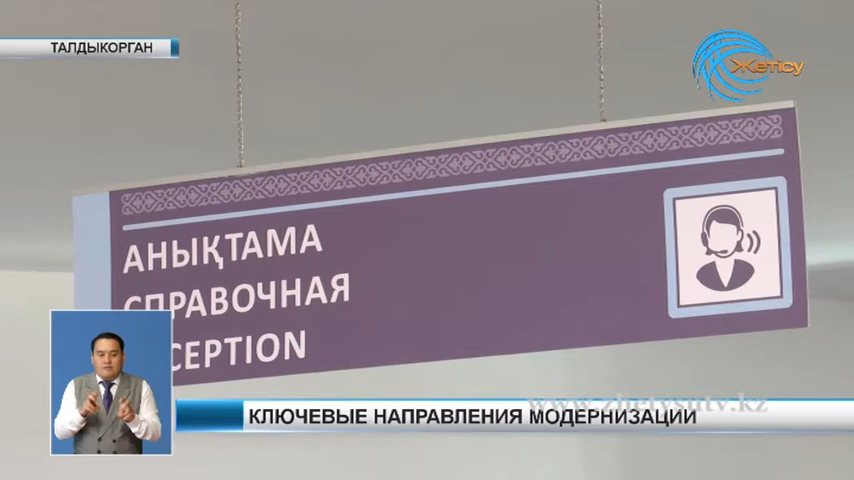 ТАЛДЫКОРГАН
Жетісу
АНЫҚТАМА
СПРАВОЧНАЯ
CEPTION
www.zhetysutv.kz
КЛЮЧЕВЫЕ НАПРАВЛЕНИЯ МОДЕРНИЗАЦИИ